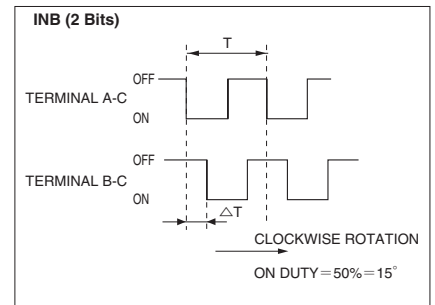 INB (2 Bits)
T
OFF
TERMINAL A-C
ON
OFF
TERMINAL B-C
ON
△T
CLOCKWISE ROTATION
ON DUTY=50%=15°